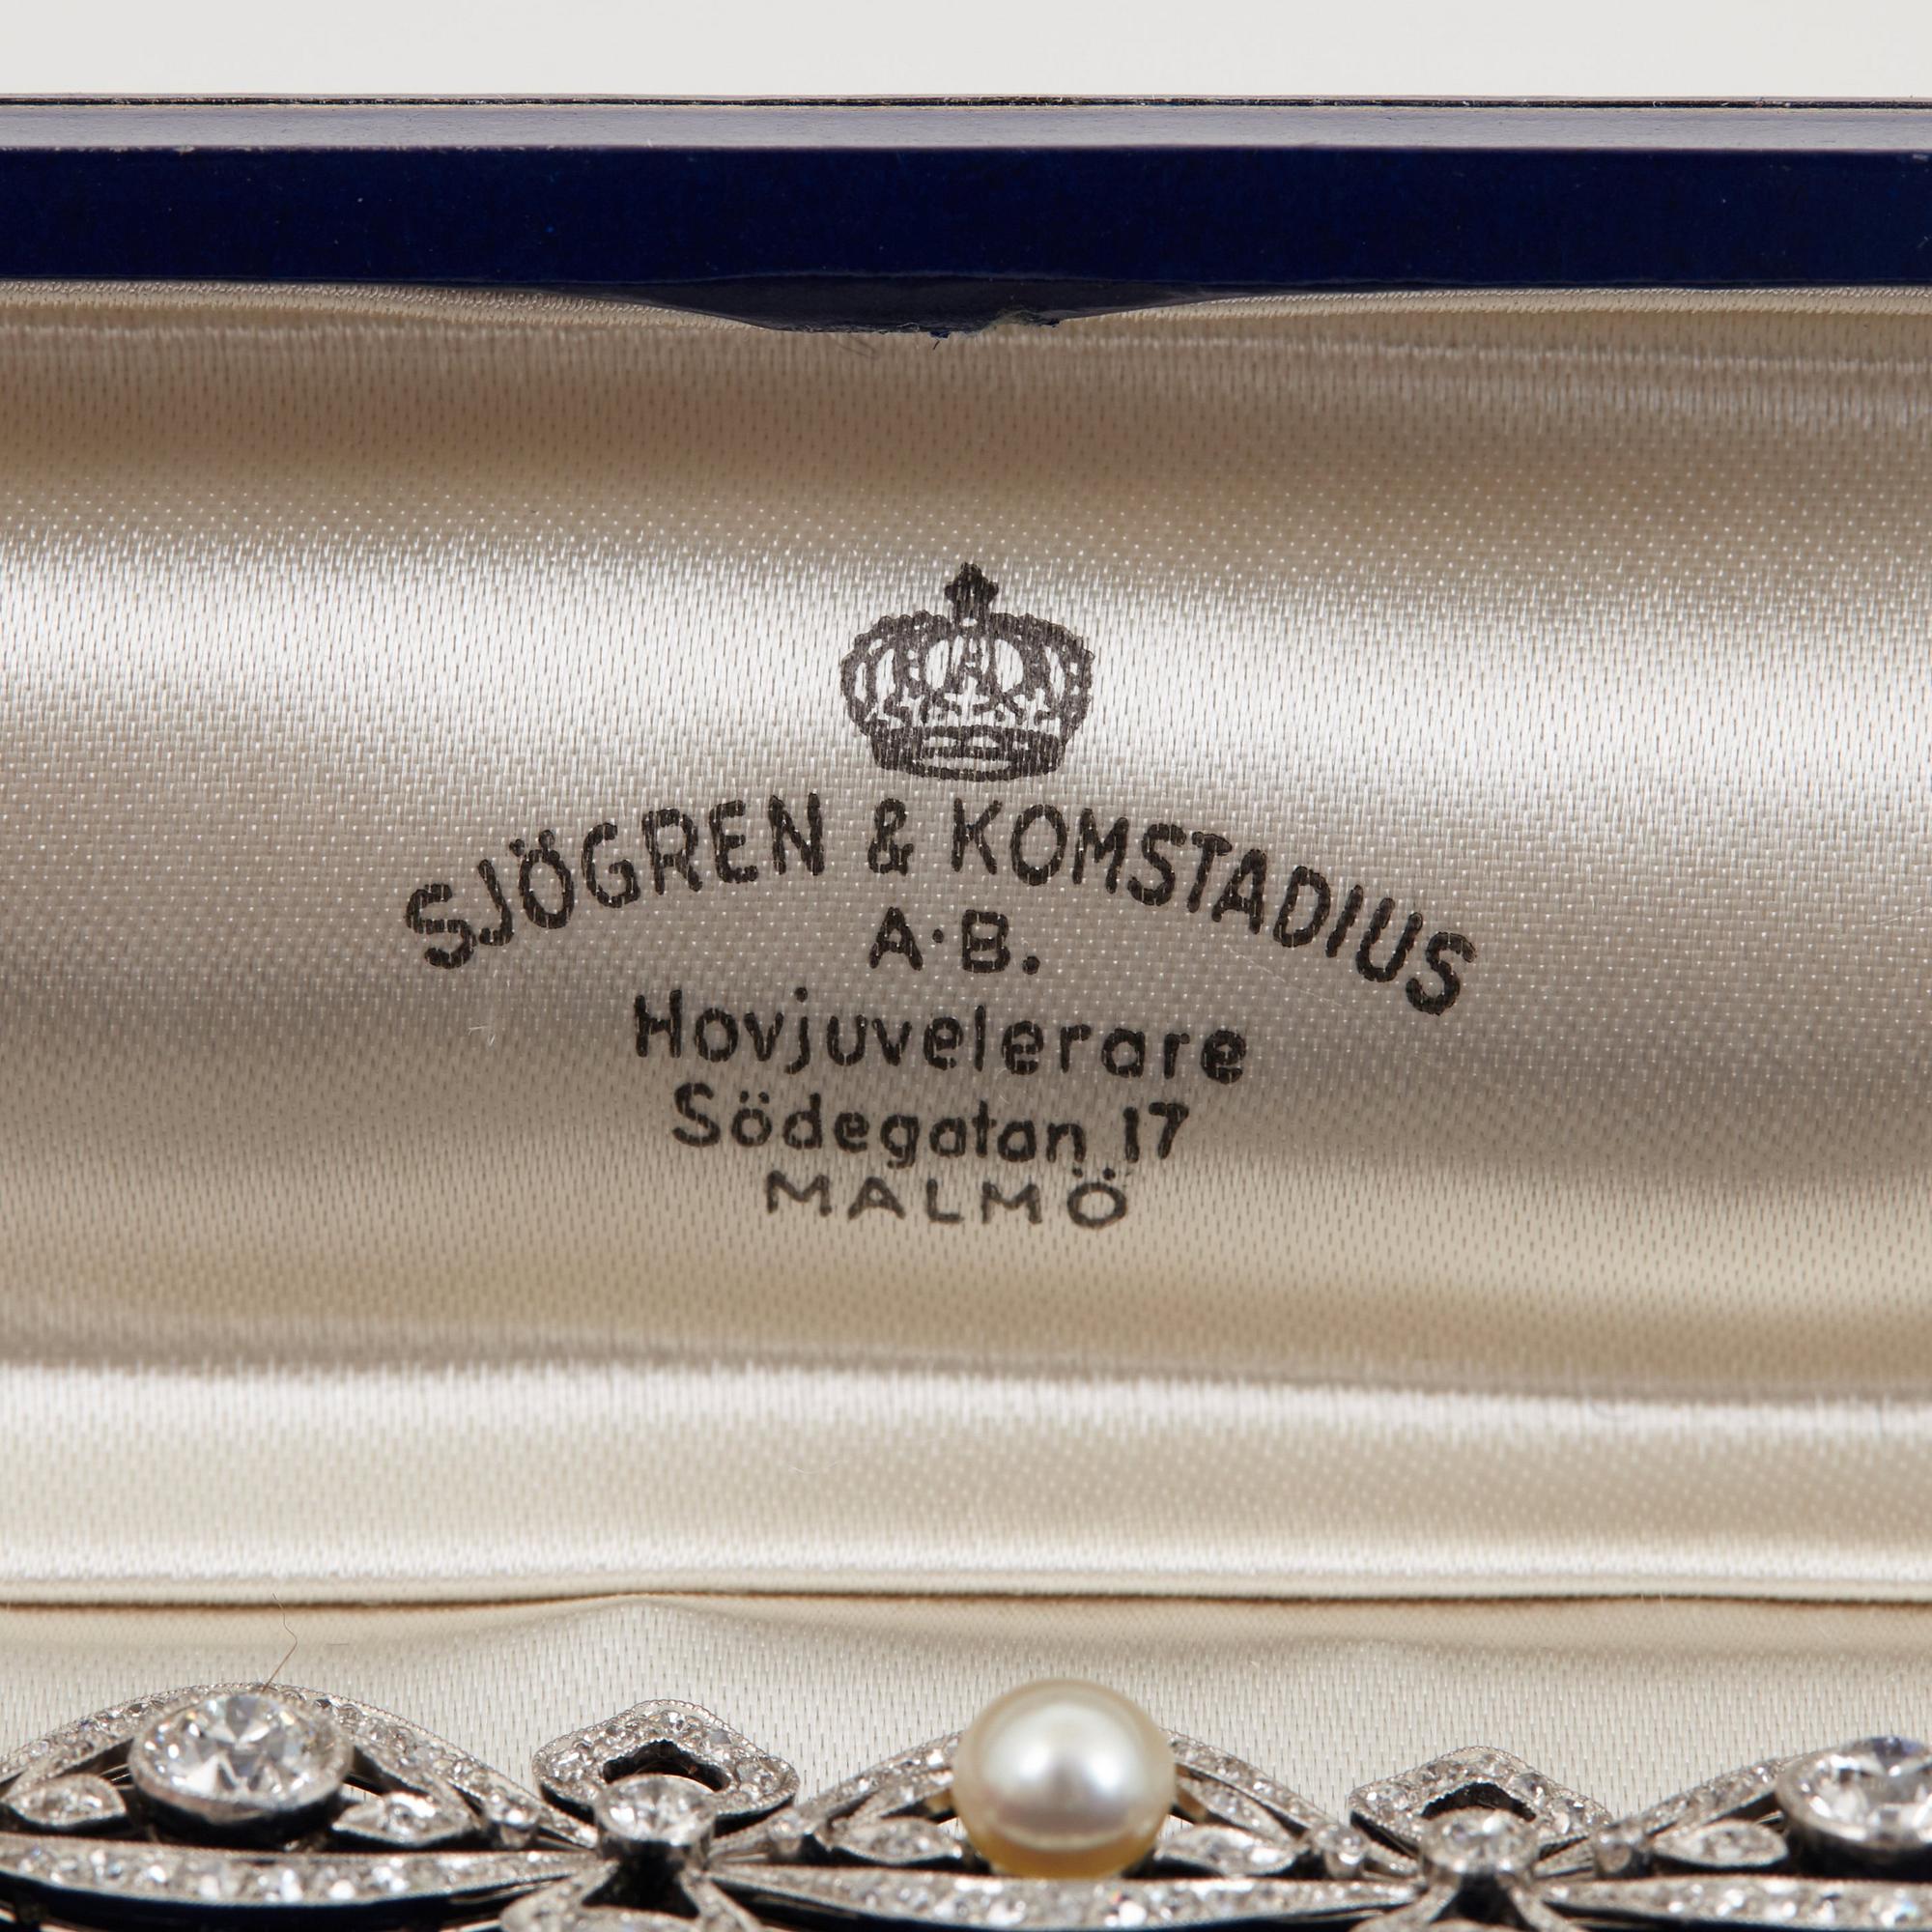 SJÖGREN & KOMSTADIUS
A·B.
Hovjuvelerare
Södegatan 17
MALMÖ